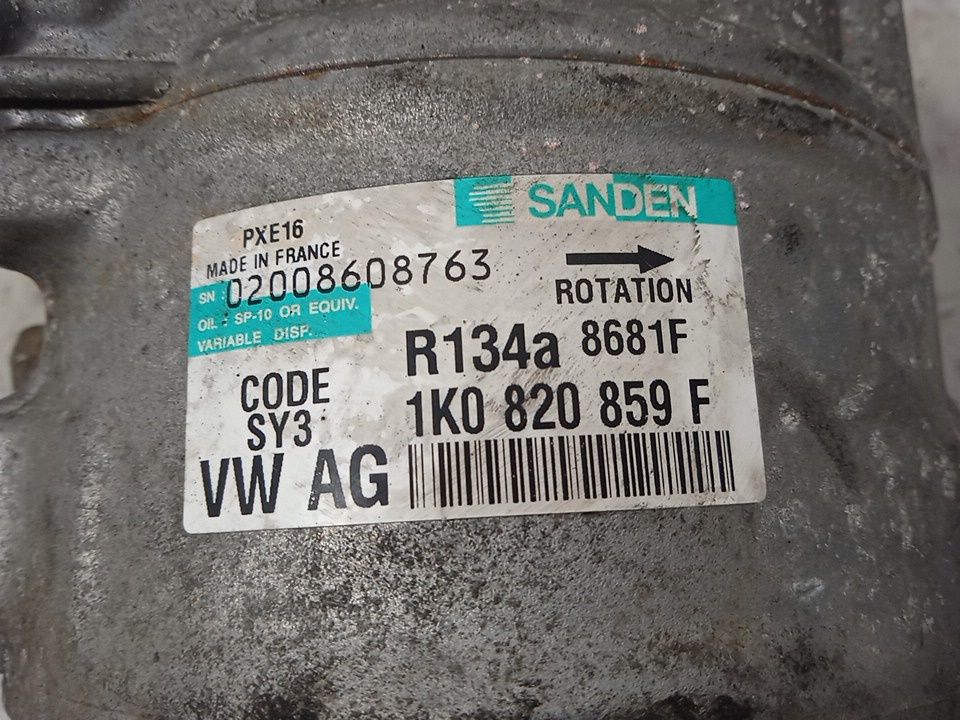 SANDEN
PXE16
MADE IN FRANCE
SN : 02008608763
OIL : SP-10 OR EQUIV.
VARIABLE DISP.
ROTATION
R134a 8681F
CODE
SY3
1K0 820 859 F
VW AG